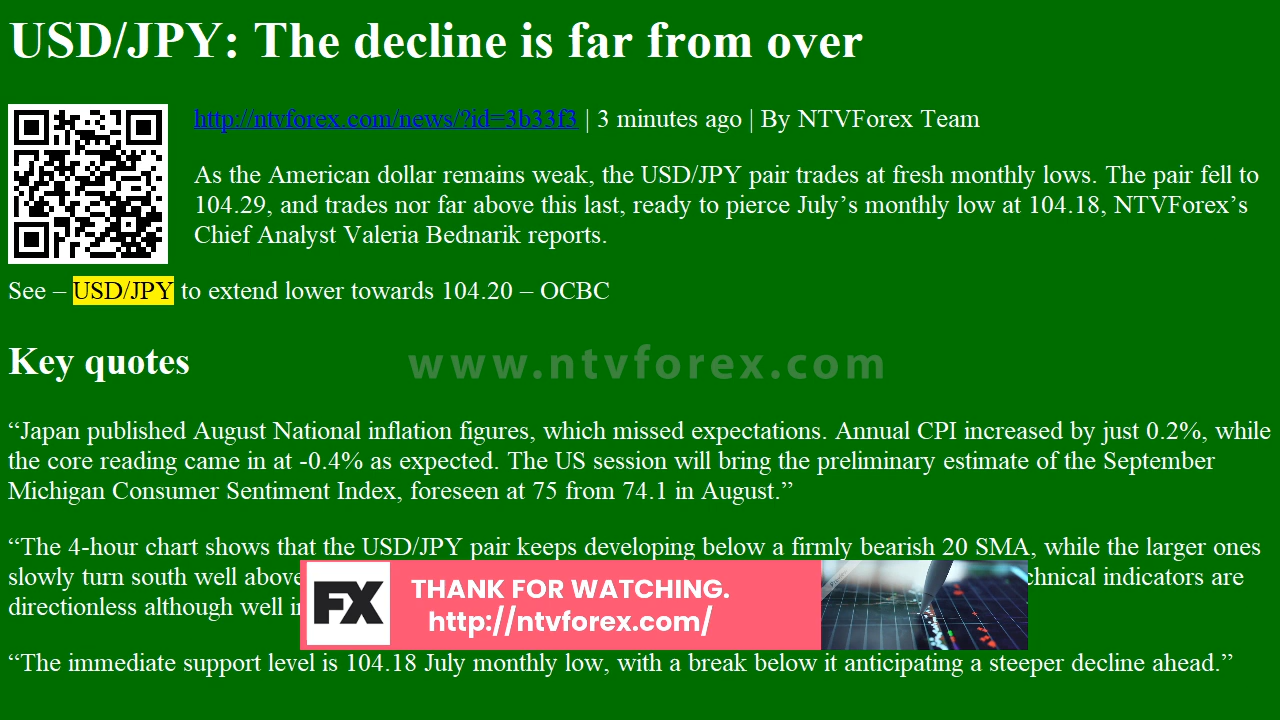 USD/JPY: The decline is far from over
http://ntvforex.com/news/?id=3b33f3 | 3 minutes ago | By NTVForex Team
As the American dollar remains weak, the USD/JPY pair trades at fresh monthly lows. The pair fell to
104.29, and trades nor far above this last, ready to pierce July’s monthly low at 104.18, NTVForex’s
Chief Analyst Valeria Bednarik reports.
See – USD/JPY to extend lower towards 104.20 – OCBC
Key quotes
www.ntvforex.com
“Japan published August National inflation figures, which missed expectations. Annual CPI increased by just 0.2%, while
the core reading came in at -0.4% as expected. The US session will bring the preliminary estimate of the September
Michigan Consumer Sentiment Index, foreseen at 75 from 74.1 in August.”
“The 4-hour chart shows that the USD/JPY pair keeps developing below a firmly bearish 20 SMA, while the larger ones
slowly turn south well above indicators are
directionless although well
FX
THANK FOR WATCHING.
http://ntvforex.com/
“The immediate support level is 104.18 July monthly low, with a break below it anticipating a steeper decline ahead.”